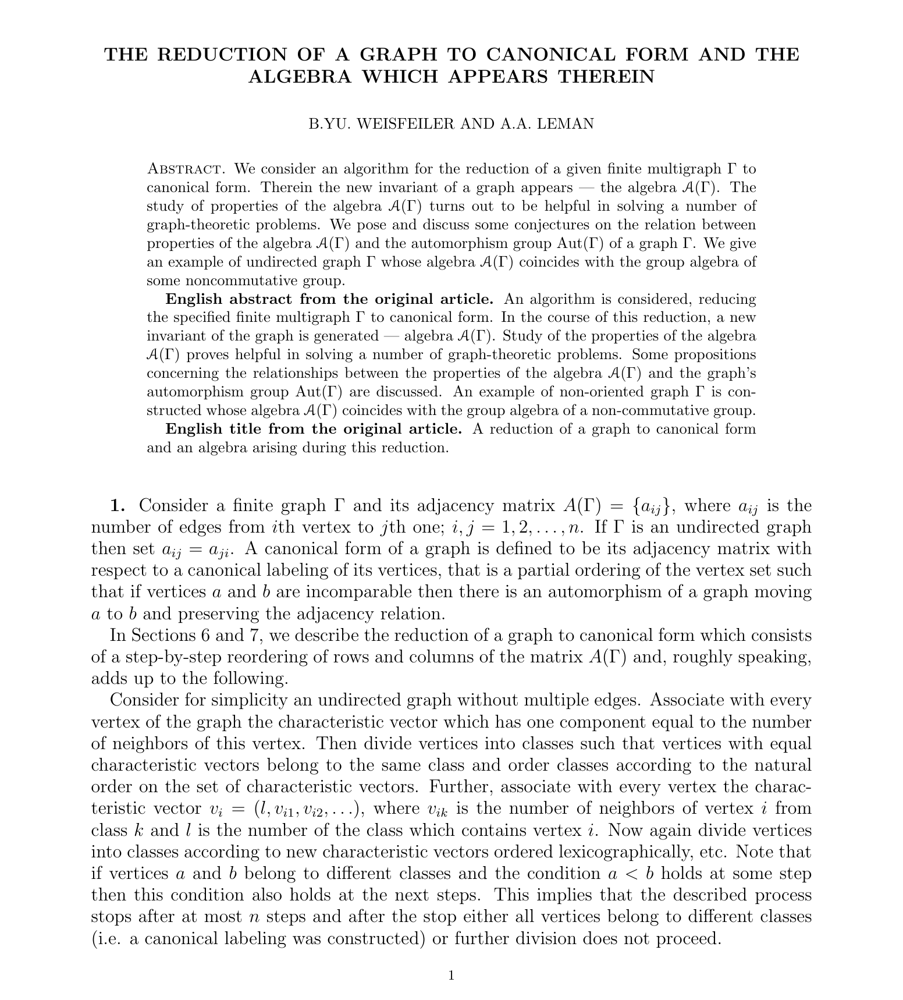 THE REDUCTION OF A GRAPH TO CANONICAL FORM AND THE
ALGEBRA WHICH APPEARS THEREIN
B.YU. WEISFEILER AND A.A. LEMAN
Abstract. We consider an algorithm for the reduction of a given finite multigraph Γ to
canonical form. Therein the new invariant of a graph appears — the algebra 𝒜(Γ). The
study of properties of the algebra 𝒜(Γ) turns out to be helpful in solving a number of
graph-theoretic problems. We pose and discuss some conjectures on the relation between
properties of the algebra 𝒜(Γ) and the automorphism group Aut(Γ) of a graph Γ. We give
an example of undirected graph Γ whose algebra 𝒜(Γ) coincides with the group algebra of
some noncommutative group.
English abstract from the original article. An algorithm is considered, reducing
the specified finite multigraph Γ to canonical form. In the course of this reduction, a new
invariant of the graph is generated — algebra 𝒜(Γ). Study of the properties of the algebra
𝒜(Γ) proves helpful in solving a number of graph-theoretic problems. Some propositions
concerning the relationships between the properties of the algebra 𝒜(Γ) and the graph's
automorphism group Aut(Γ) are discussed. An example of non-oriented graph Γ is con-
structed whose algebra 𝒜(Γ) coincides with the group algebra of a non-commutative group.
English title from the original article. A reduction of a graph to canonical form
and an algebra arising during this reduction.
1. Consider a finite graph Γ and its adjacency matrix A(Γ) = {a_{ij}}, where a_{ij} is the
number of edges from ith vertex to jth one; i, j = 1, 2, . . . , n. If Γ is an undirected graph
then set a_{ij} = a_{ji}. A canonical form of a graph is defined to be its adjacency matrix with
respect to a canonical labeling of its vertices, that is a partial ordering of the vertex set such
that if vertices a and b are incomparable then there is an automorphism of a graph moving
a to b and preserving the adjacency relation.
In Sections 6 and 7, we describe the reduction of a graph to canonical form which consists
of a step-by-step reordering of rows and columns of the matrix A(Γ) and, roughly speaking,
adds up to the following.
Consider for simplicity an undirected graph without multiple edges. Associate with every
vertex of the graph the characteristic vector which has one component equal to the number
of neighbors of this vertex. Then divide vertices into classes such that vertices with equal
characteristic vectors belong to the same class and order classes according to the natural
order on the set of characteristic vectors. Further, associate with every vertex the charac-
teristic vector v_i = (l, v_{i1}, v_{i2}, . . .), where v_{ik} is the number of neighbors of vertex i from
class k and l is the number of the class which contains vertex i. Now again divide vertices
into classes according to new characteristic vectors ordered lexicographically, etc. Note that
if vertices a and b belong to different classes and the condition a < b holds at some step
then this condition also holds at the next steps. This implies that the described process
stops after at most n steps and after the stop either all vertices belong to different classes
(i.e. a canonical labeling was constructed) or further division does not proceed.
1